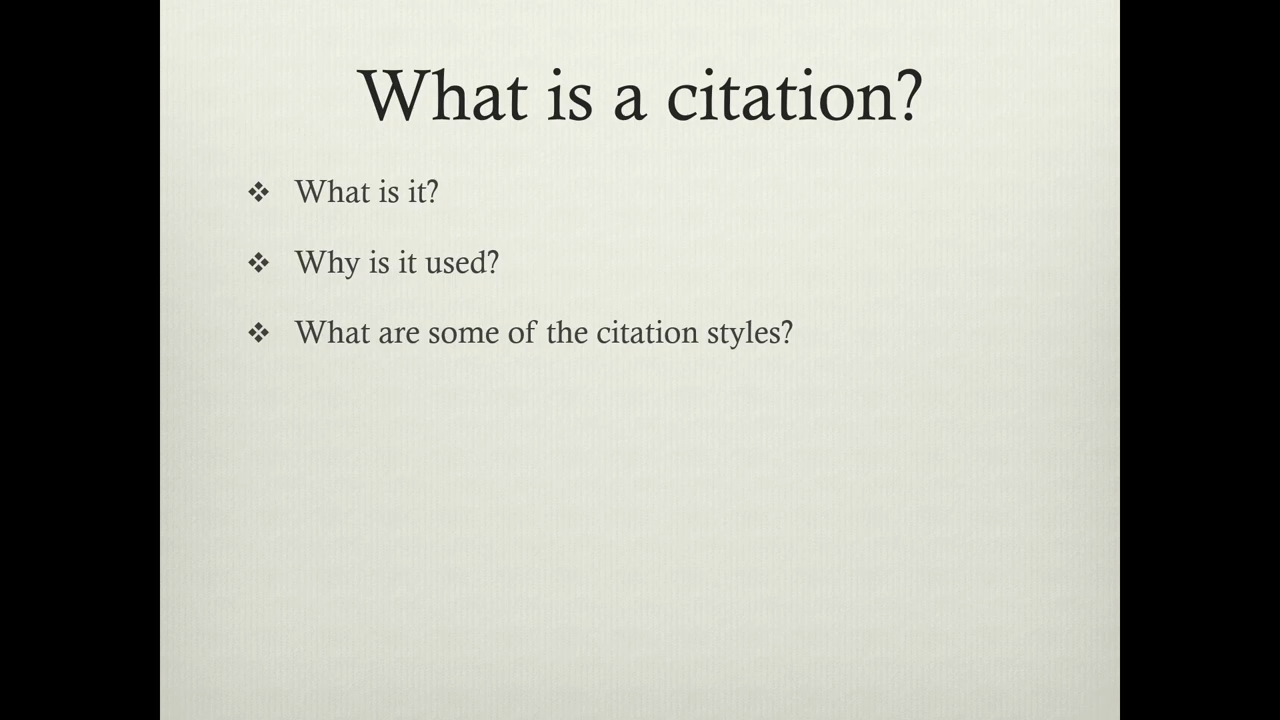 What is a citation?
❖ What is it?
❖ Why is it used?
❖ What are some of the citation styles?